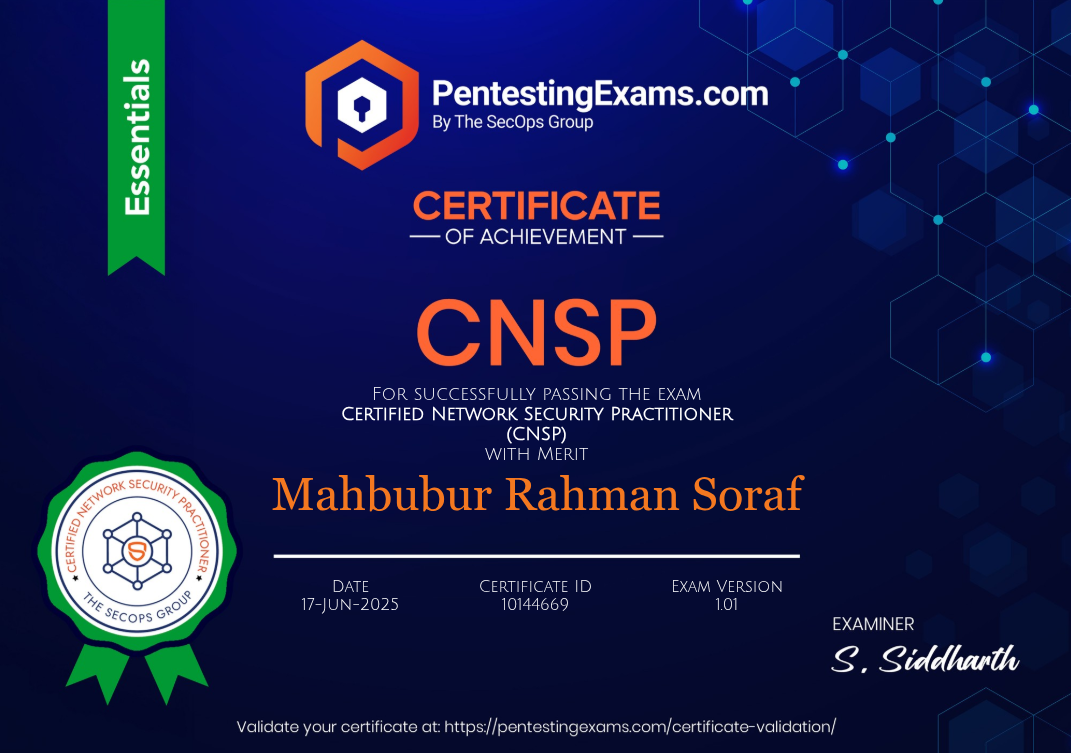 Essentials
PentestingExams.com
By The SecOps Group
CERTIFICATE
OF ACHIEVEMENT
CNSP
For successfully passing the exam
Certified Network Security Practitioner
(CNSP)
with Merit
Mahbubur Rahman Soraf
CERTIFIED NETWORK SECURITY PRACTITIONER
THE SECOPS GROUP
Date
17-Jun-2025
Certificate ID
10144669
Exam Version
1.01
EXAMINER
S. Siddharth
Validate your certificate at: https://pentestingexams.com/certificate-validation/